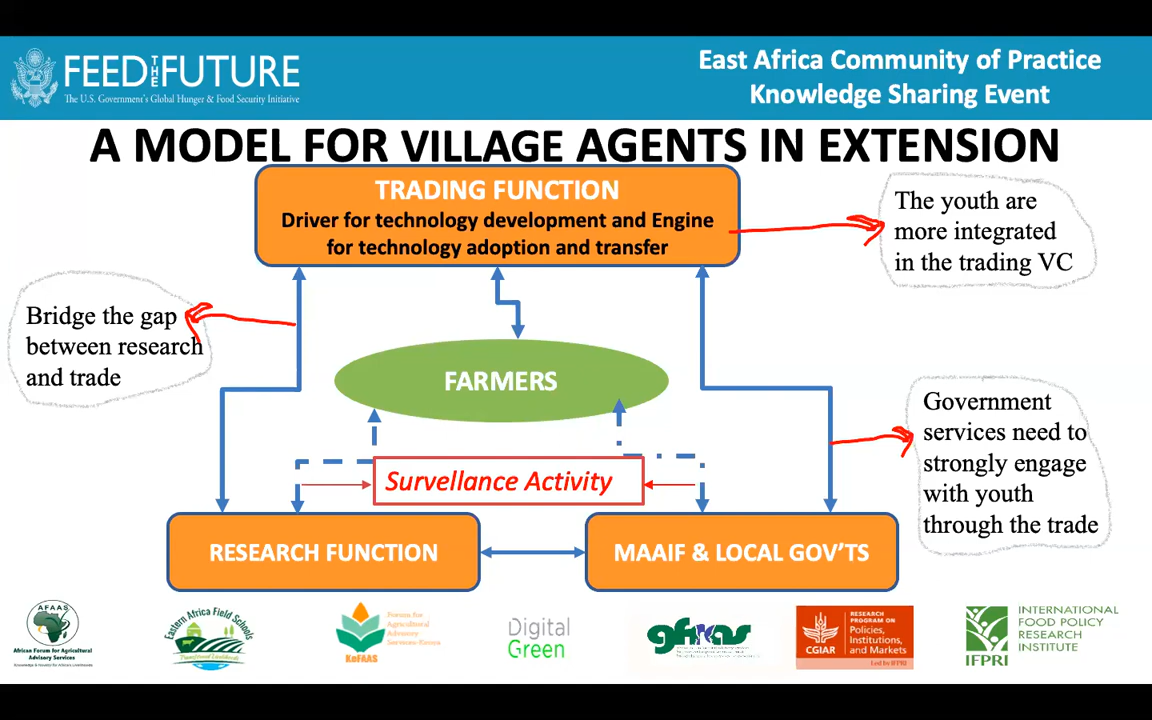 FEED THE FUTURE
The U.S. Government's Global Hunger & Food Security Initiative
East Africa Community of Practice
Knowledge Sharing Event
A MODEL FOR VILLAGE AGENTS IN EXTENSION
TRADING FUNCTION
Driver for technology development and Engine
for technology adoption and transfer
The youth are
more integrated
in the trading VC
Bridge the gap
between research
and trade
FARMERS
Government
services need to
strongly engage
with youth
through the trade
Survellance Activity
RESEARCH FUNCTION
MAAIF & LOCAL GOV'TS
AFAAS
African Forum for Agricultural
Advisory Services
Eastern Africa Field Schools
KeFAAS
Forum for
Agricultural
Advisory
Digital
Green
gfras
CGIAR
RESEARCH
PROGRAM ON
Policies,
Institutions,
and Markets
Led by IFPRI
IFPRI
INTERNATIONAL
FOOD POLICY
RESEARCH
INSTITUTE